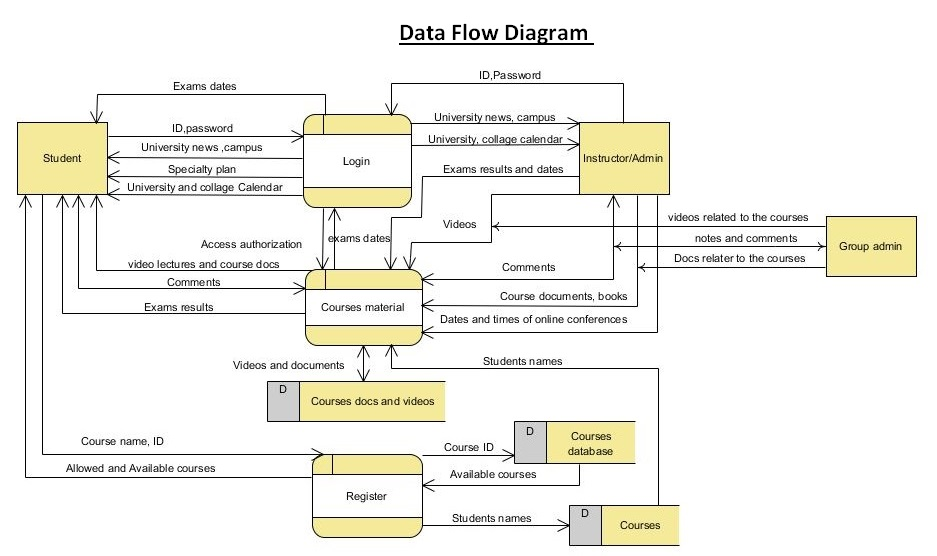 Data Flow Diagram
ID,Password
Exams dates
University news, campus
ID,password
University, collage calendar
University news ,campus
Student
Login
Instructor/Admin
Specialty plan
Exams results and dates
University and collage Calendar
videos related to the courses
Videos
Access authorization
exams dates
notes and comments
Group admin
video lectures and course docs
Comments
Docs relater to the courses
Comments
Course documents, books
Exams results
Courses material
Dates and times of online conferences
Videos and documents
Students names
D
Courses docs and videos
Course name, ID
Course ID
D
Courses
database
Allowed and Available courses
Available courses
Register
Students names
D
Courses